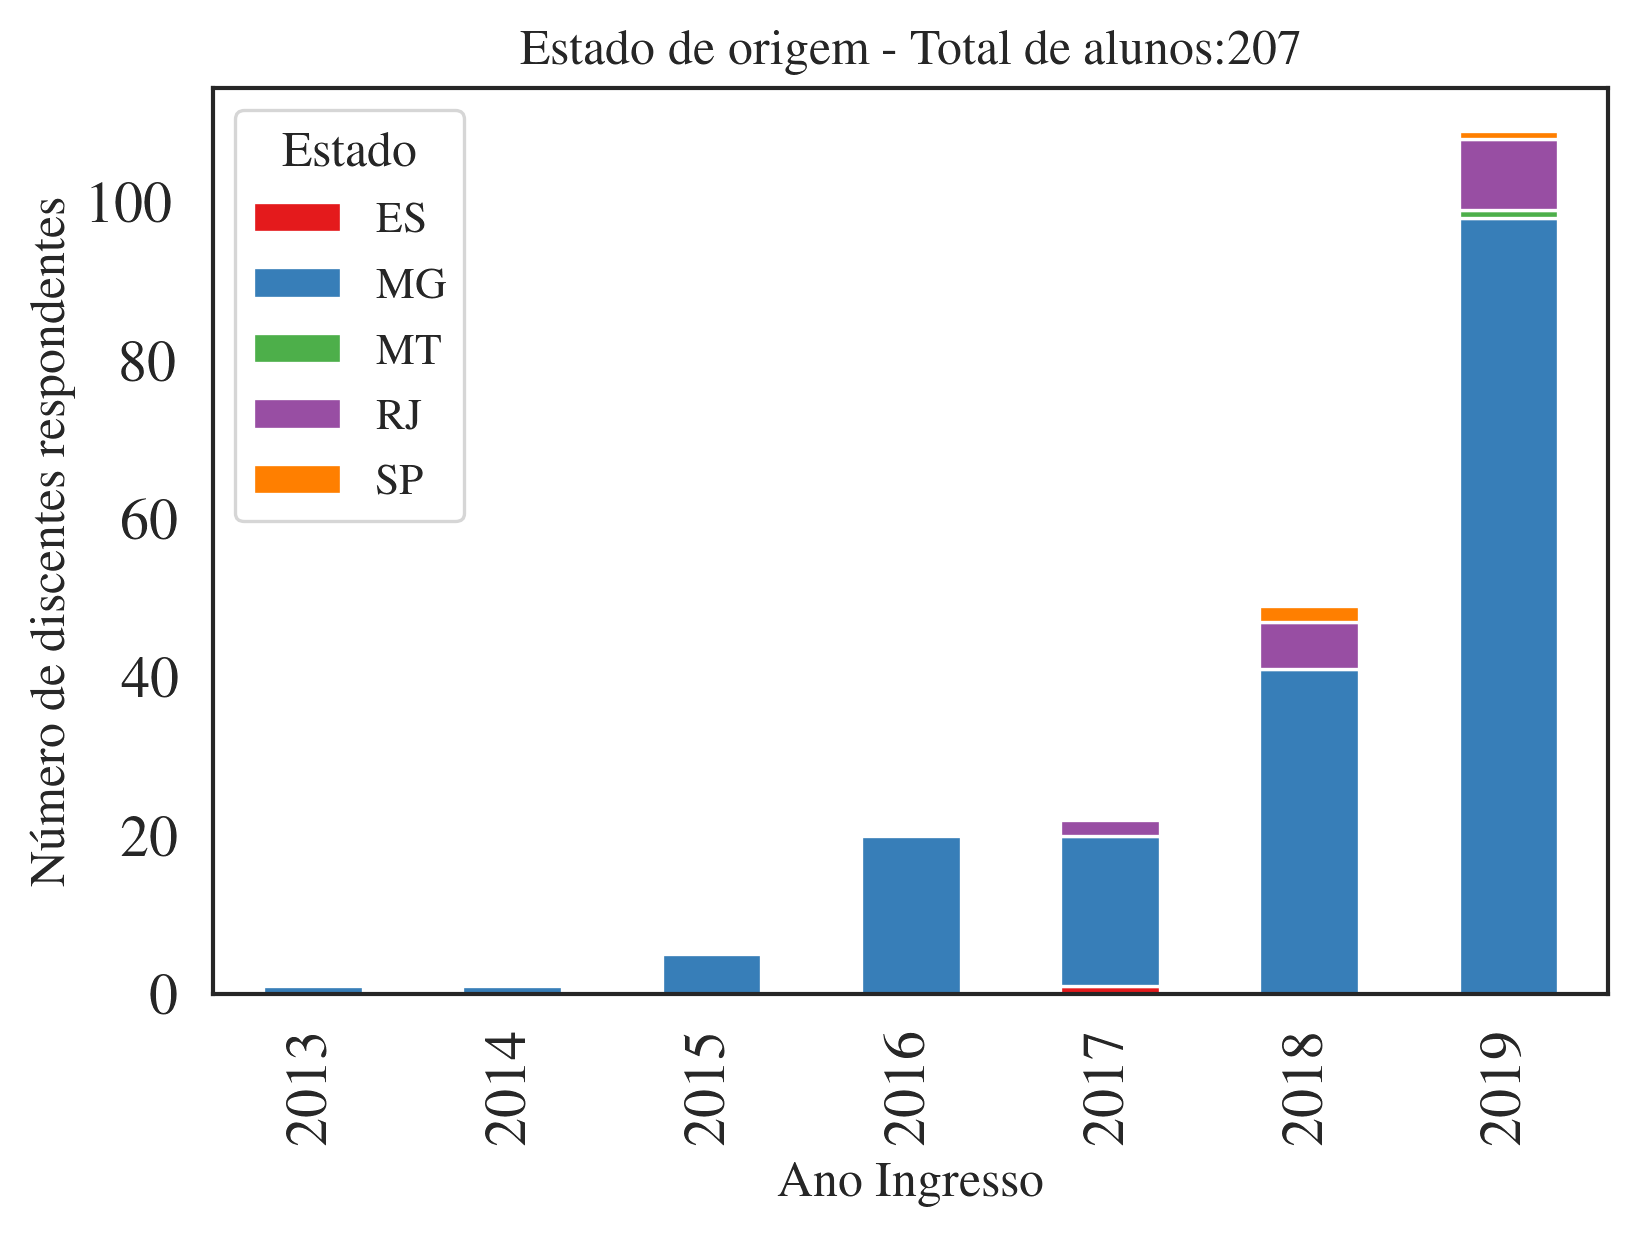 Estado de origem - Total de alunos:207
Estado
ES
MG
MT
RJ
SP
Número de discentes respondentes
100
80
60
40
20
0
2013
2014
2015
2016
2017
2018
2019
Ano Ingresso